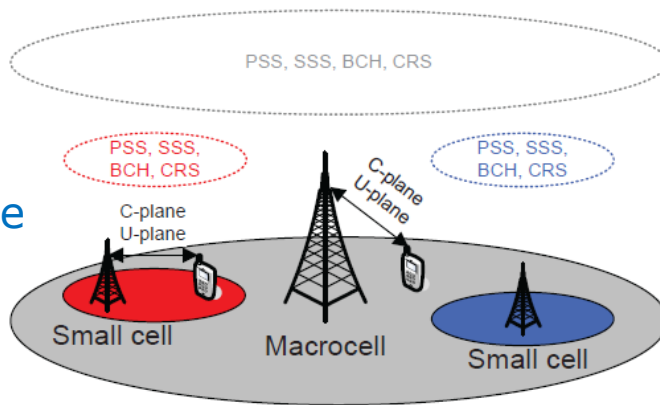 PSS, SSS, BCH, CRS
PSS, SSS,
BCH, CRS
PSS, SSS,
BCH, CRS
C-plane
U-plane
e
C-plane
U-plane
Small cell
Macrocell
Small cell